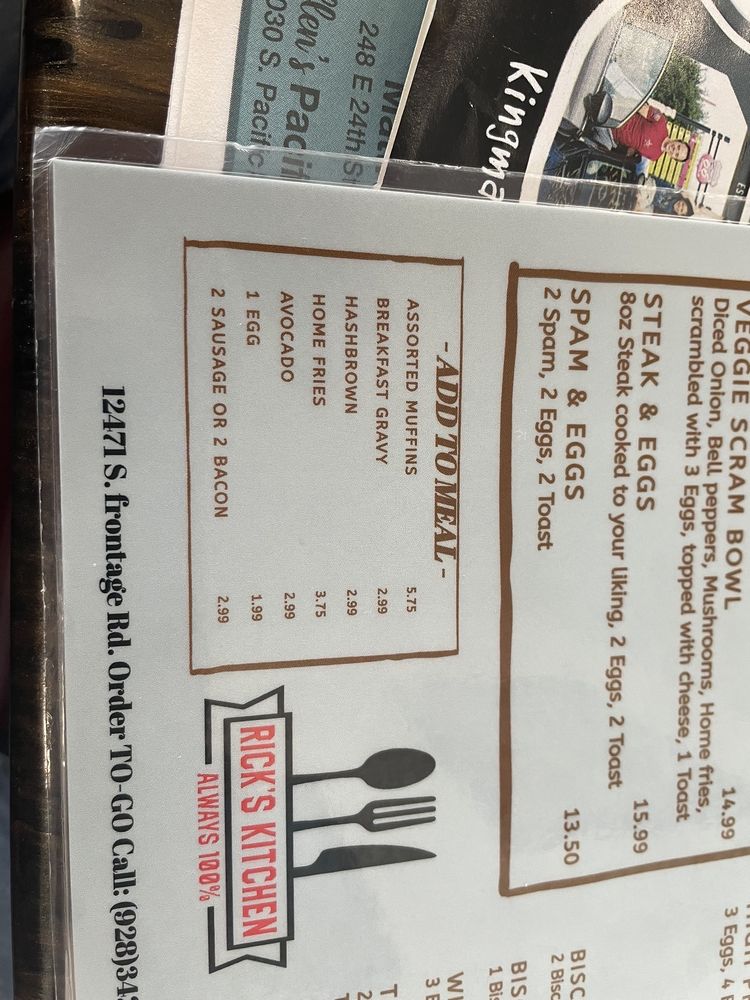 VEGGIE SCRAM BOWL 14.99
Diced Onion, Bell peppers, Mushrooms, Home fries,
scrambled with 3 Eggs, topped with cheese, 1 Toast
STEAK & EGGS 15.99
8oz Steak cooked to your liking, 2 Eggs, 2 Toast
SPAM & EGGS 13.50
2 Spam, 2 Eggs, 2 Toast
- ADD TO MEAL -
ASSORTED MUFFINS 5.75
BREAKFAST GRAVY 2.99
HASHBROWN 2.99
HOME FRIES 3.75
AVOCADO 2.99
1 EGG 1.99
2 SAUSAGE OR 2 BACON 2.99
RICK'S KITCHEN
ALWAYS 100%
12471 S. frontage Rd. Order TO-GO Call: (928)34
3 Eggs, 4
BISC
2 Bisc
BIS
1 Bis
248 E 24th S
len's Pacif
030 S. Pacific
Kingma